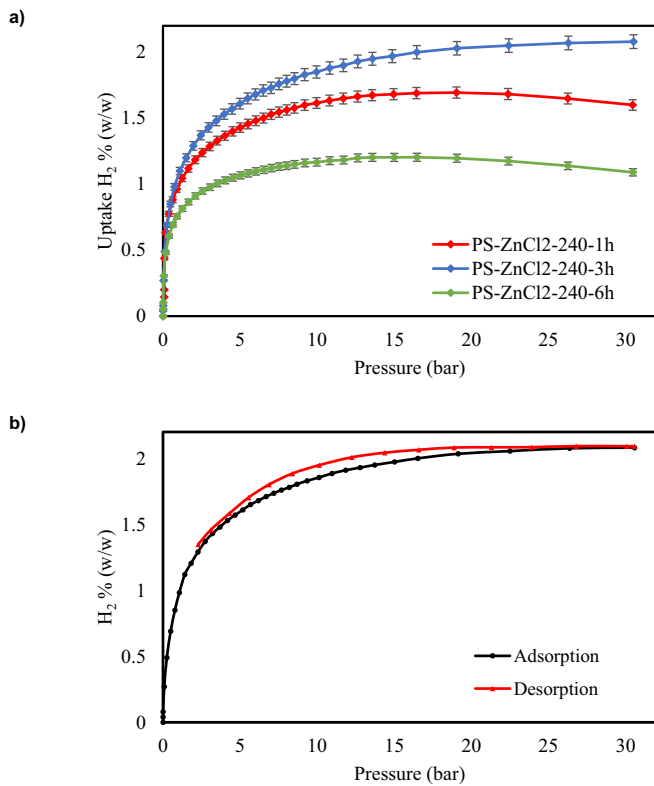 a)
2
1.5
1
0.5
0
Uptake H₂ % (w/w)
PS-ZnCl2-240-1h
PS-ZnCl2-240-3h
PS-ZnCl2-240-6h
0 5 10 15 20 25 30
Pressure (bar)
b)
2
1.5
1
0.5
0
H₂ % (w/w)
Adsorption
Desorption
0 5 10 15 20 25 30
Pressure (bar)